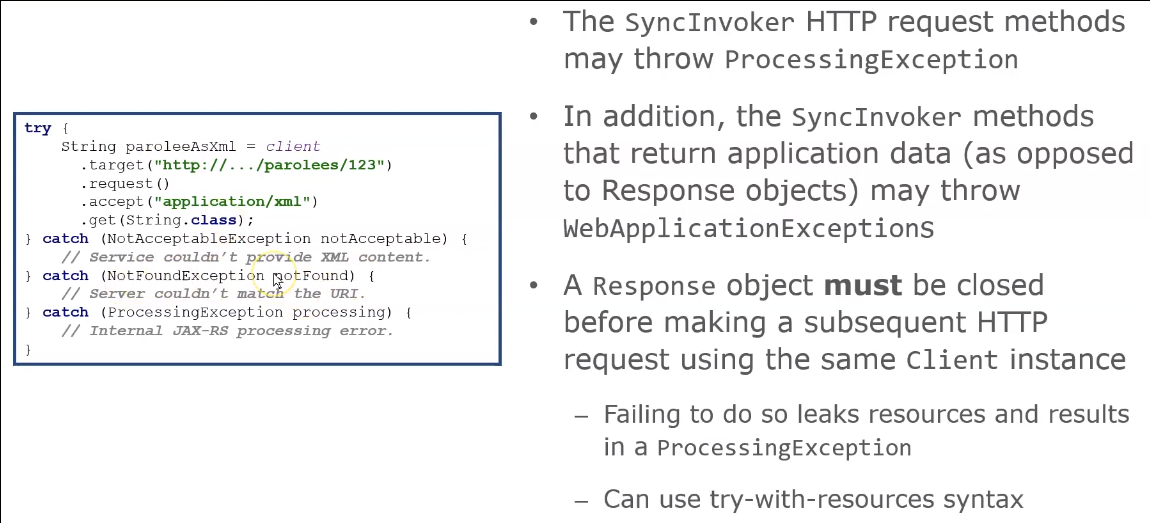 try {
    String paroleeAsXml = client
      .target("http://.../parolees/123")
      .request()
      .accept("application/xml")
      .get(String.class);
} catch (NotAcceptableException notAcceptable) {
    // Service couldn't provide XML content.
} catch (NotFoundException notFound) {
    // Server couldn't match the URI.
} catch (ProcessingException processing) {
    // Internal JAX-RS processing error.
}
• The SyncInvoker HTTP request methods
may throw ProcessingException
• In addition, the SyncInvoker methods
that return application data (as opposed
to Response objects) may throw
WebApplicationExceptions
• A Response object must be closed
before making a subsequent HTTP
request using the same Client instance
– Failing to do so leaks resources and results
in a ProcessingException
– Can use try-with-resources syntax